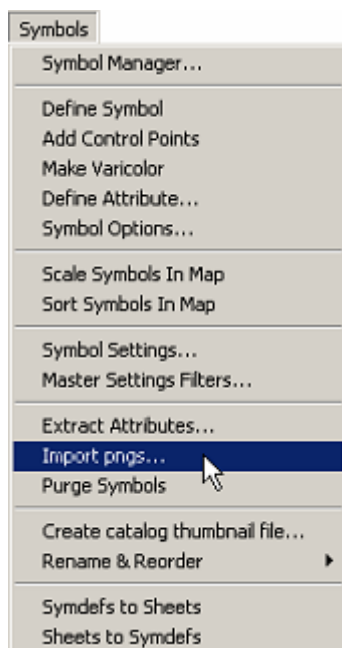 Symbols
Symbol Manager...
Define Symbol
Add Control Points
Make Varicolor
Define Attribute...
Symbol Options...
Scale Symbols In Map
Sort Symbols In Map
Symbol Settings...
Master Settings Filters...
Extract Attributes...
Import pngs...
Purge Symbols
Create catalog thumbnail file...
Rename & Reorder
Symdefs to Sheets
Sheets to Symdefs